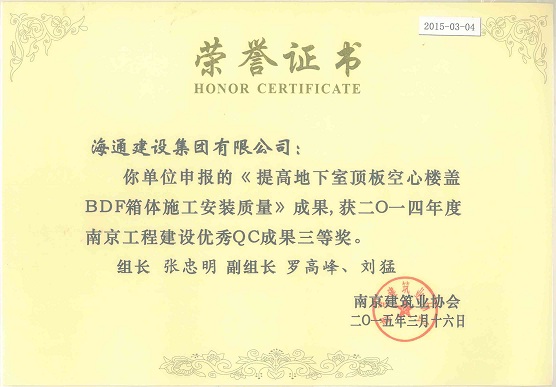 2015-03-04
荣誉证书
HONOR CERTIFICATE
海通建设集团有限公司：
你单位申报的《提高地下室顶板空心楼盖
BDF箱体施工安装质量》成果,获二O一四年度
南京工程建设优秀QC成果三等奖。
组长 张忠明 副组长 罗高峰、刘猛
南京建筑业协会
二O一五年三月十六日